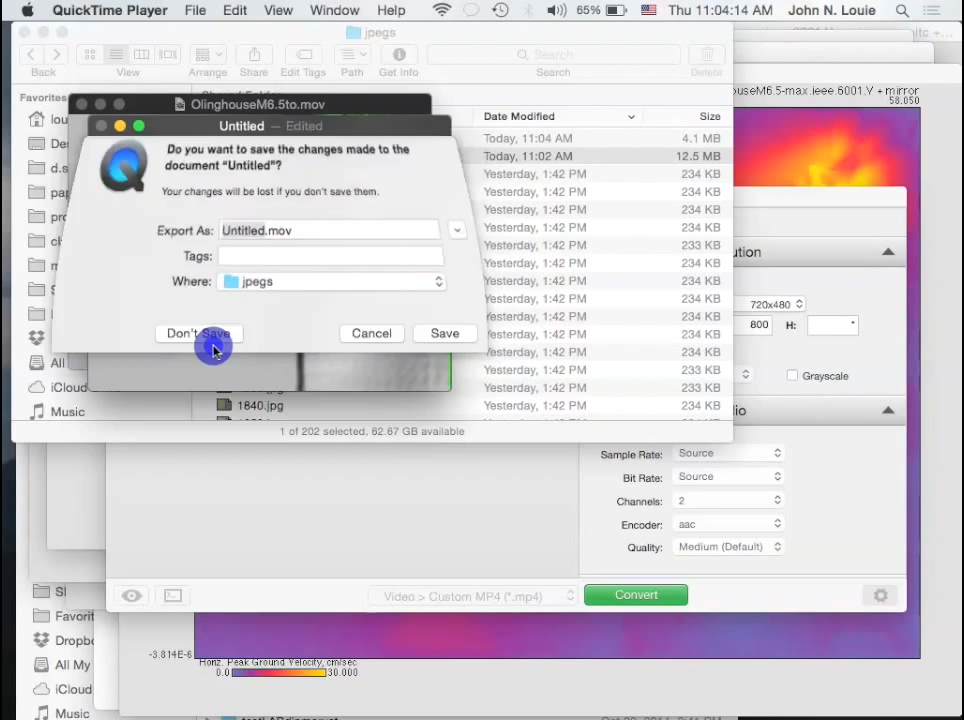 QuickTime Player File Edit View Window Help 65% Thu 11:04:14 AM John N. Louie
jpegs
Search
Back View Arrange Share Edit Tags Path Get Info Search Delete
Favorites
OlinghouseM6.5to.mov
Untitled — Edited
Do you want to save the changes made to the
document “Untitled”?
Your changes will be lost if you don't save them.
Export As: Untitled.mov
Tags:
Where: jpegs
Don't Save Cancel Save
All
iCloud
Music
1840.jpg
Date Modified Size
Today, 11:04 AM 4.1 MB
Today, 11:02 AM 12.5 MB
Yesterday, 1:42 PM 234 KB
Yesterday, 1:42 PM 234 KB
Yesterday, 1:42 PM 234 KB
Yesterday, 1:42 PM 234 KB
Yesterday, 1:42 PM 233 KB
Yesterday, 1:42 PM 234 KB
Yesterday, 1:42 PM 234 KB
Yesterday, 1:42 PM 234 KB
Yesterday, 1:42 PM 234 KB
Yesterday, 1:42 PM 234 KB
Yesterday, 1:42 PM 234 KB
Yesterday, 1:42 PM 234 KB
Yesterday, 1:42 PM 233 KB
Yesterday, 1:42 PM 233 KB
Yesterday, 1:42 PM 234 KB
1 of 202 selected, 62.67 GB available
useM6.5-max.ieee.6001.Y + mirror
58.050
ution
720x480
800 H:
Grayscale
io
Sample Rate: Source
Bit Rate: Source
Channels: 2
Encoder: aac
Quality: Medium (Default)
Video > Custom MP4 (*.mp4) Convert
Favorit
Dropbo
All My
iCloud
Music
-3.814E-6
Horz. Peak Ground Velocity, cm/sec
0.0 30.000